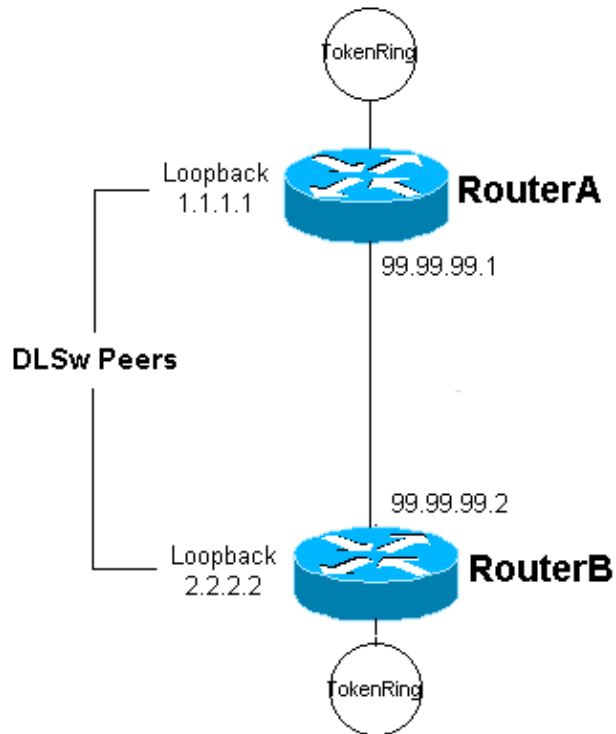 TokenRing
Loopback
1.1.1.1
RouterA
99.99.99.1
DLSw Peers
99.99.99.2
Loopback
2.2.2.2
RouterB
TokenRing